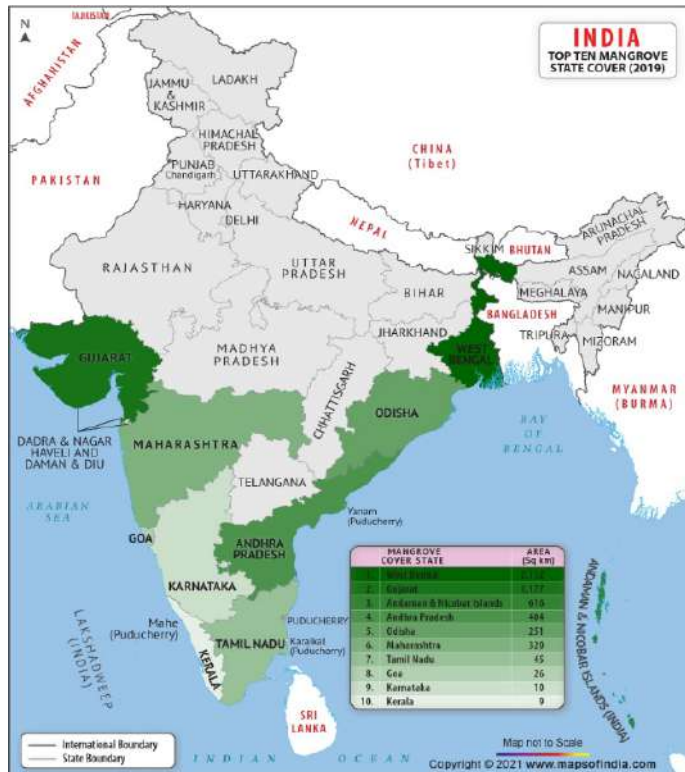 INDIA
TOP TEN MANGROVE
STATE COVER (2019)
N
TAJIKISTAN
AFGHANISTAN
LADAKH
JAMMU
&
KASHMIR
HIMACHAL
PRADESH
CHINA
(Tibet)
PAKISTAN
PUNJAB
Chandigarh
UTTARAKHAND
HARYANA
DELHI
NEPAL
ARUNACHAL
PRADESH
SIKKIM
BHUTAN
RAJASTHAN
UTTAR
PRADESH
ASSAM
NAGALAND
BIHAR
MEGHALAYA
MANIPUR
BANGLADESH
JHARKHAND
TRIPURA
MIZORAM
GUJARAT
MADHYA
PRADESH
WEST
BENGAL
CHHATTISGARH
MYANMAR
(BURMA)
ODISHA
DADRA & NAGAR
HAVELI AND
DAMAN & DIU
MAHARASHTRA
BAY
OF
BENGAL
TELANGANA
ARABIAN
SEA
Yanam
(Puducherry)
GOA
ANDHRA
PRADESH
KARNATAKA
MANGROVE
COVER STATE
AREA
(Sq km)
1. West Bengal 2,112
2. Gujarat 1,177
3. Andaman & Nicobar Islands 616
4. Andhra Pradesh 404
5. Odisha 251
6. Maharashtra 320
7. Tamil Nadu 45
8. Goa 26
9. Karnataka 10
10. Kerala 9
ANDAMAN & NICOBAR ISLANDS (INDIA)
LAKSHADWEEP
(INDIA)
Mahe
(Puducherry)
PUDUCHERRY
TAMIL NADU
Karaikal
(Puducherry)
KERALA
SRI
LANKA
International Boundary
State Boundary
INDIAN OCEAN
Map not to Scale
Copyright © 2021 www.mapsofindia.com